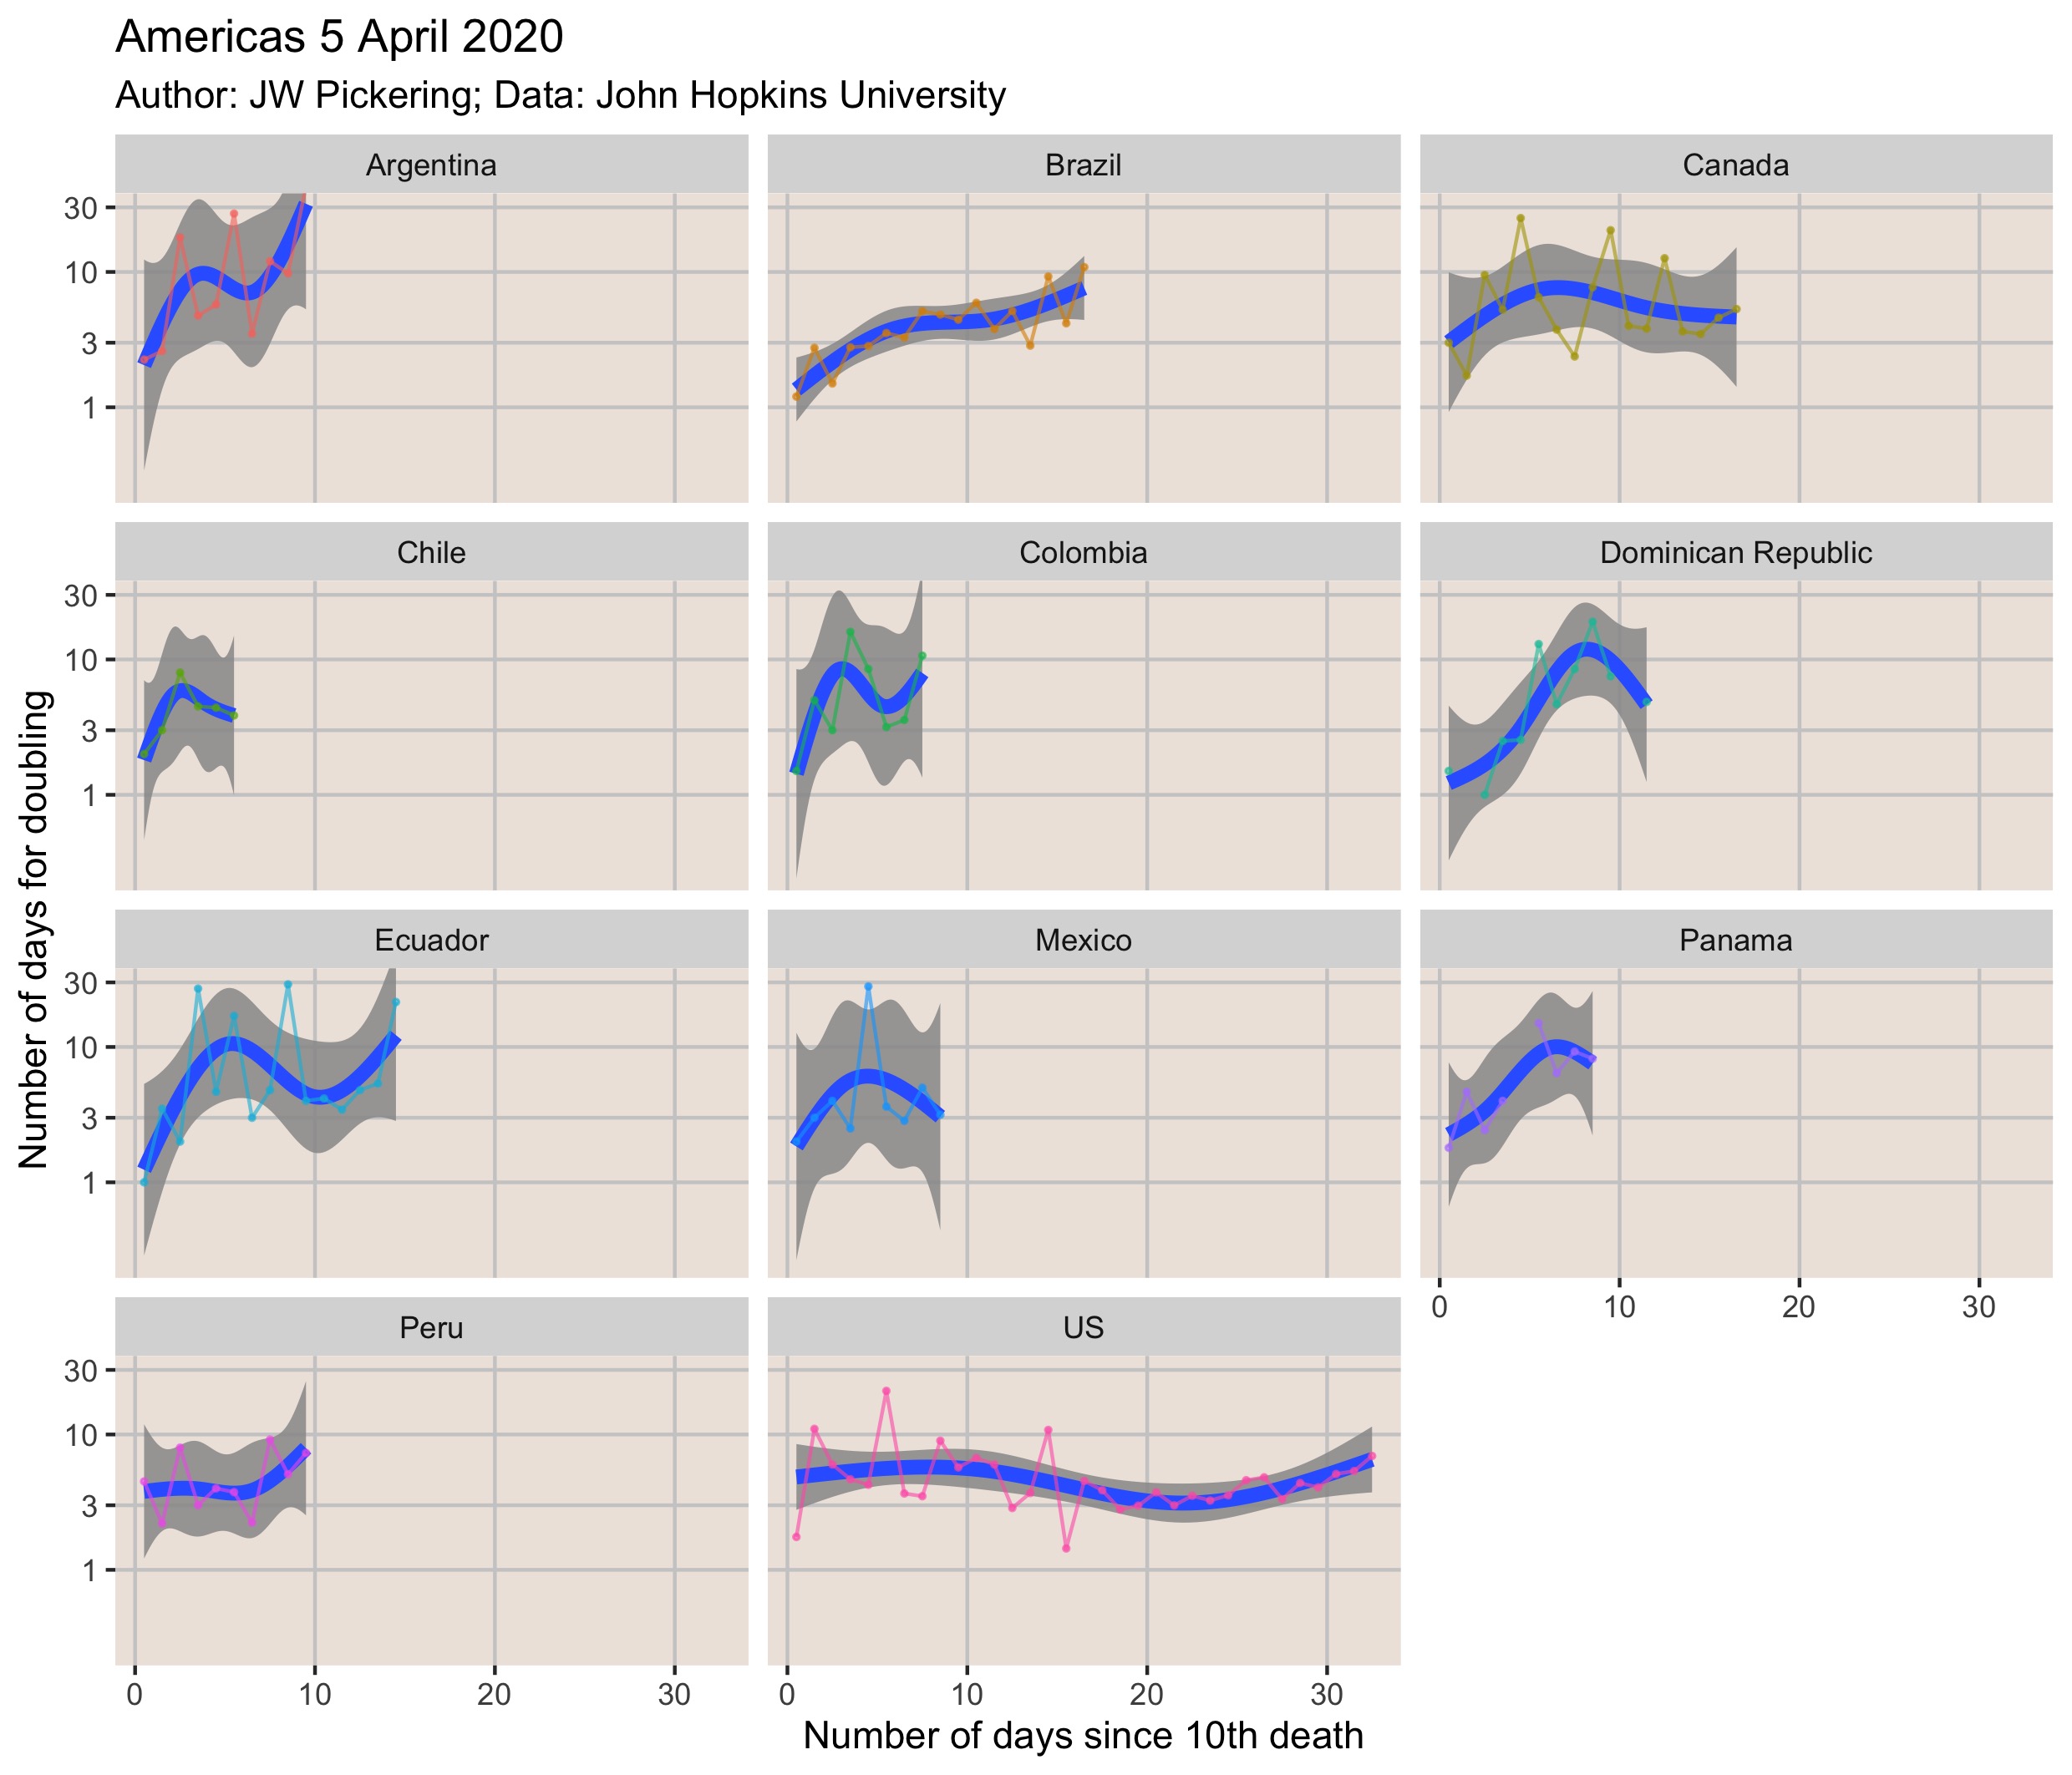 Americas 5 April 2020
Author: JW Pickering; Data: John Hopkins University
Argentina Brazil Canada
30
10
3
1
Chile Colombia Dominican Republic
30
10
3
1
Number of days for doubling
Ecuador Mexico Panama
30
10
3
1
0 10 20 30
Peru US
30
10
3
1
0 10 20 30 0 10 20 30
Number of days since 10th death